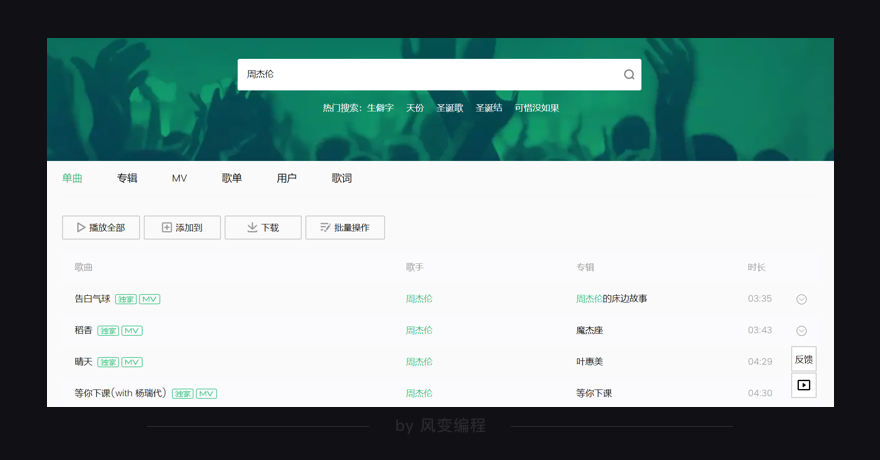 周杰伦
热门搜索: 生僻字 天份 圣诞歌 圣诞结 可惜没如果
单曲 专辑 MV 歌单 用户 歌词
播放全部 添加到 下载 批量操作
歌曲 歌手 专辑 时长
告白气球 独家 MV 周杰伦 周杰伦的床边故事 03:35
稻香 独家 MV 周杰伦 魔杰座 03:43
晴天 独家 MV 周杰伦 叶惠美 04:29
反馈
等你下课(with 杨瑞代) 独家 MV 周杰伦 等你下课 04:30
by 风变编程